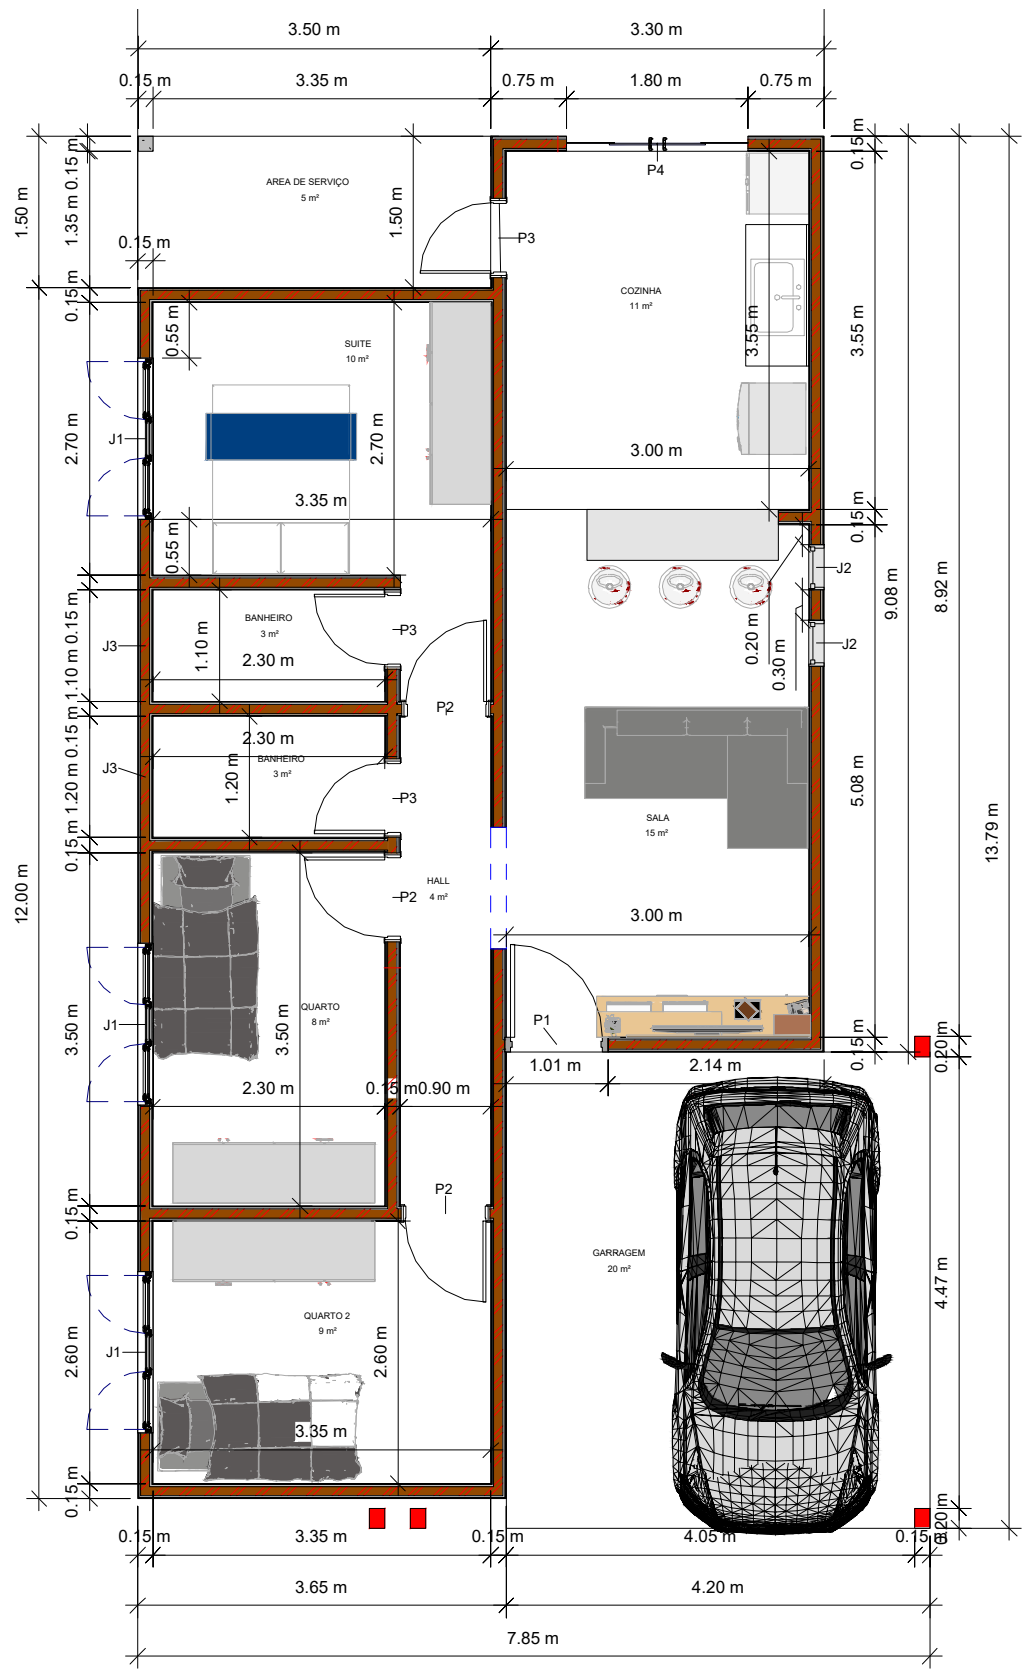 3.50 m
3.30 m
0.15 m
3.35 m
0.75 m
1.80 m
0.75 m
0.15 m
1.35 m
1.50 m
1.50 m
0.15 m
P4
AREA DE SERVIÇO
5 m²
P3
0.15 m
0.15 m
COZINHA
11 m²
0.55 m
SUITE
10 m²
3.55 m
3.55 m
2.70 m
J1
2.70 m
3.00 m
3.35 m
0.55 m
0.15 m
9.08 m
8.92 m
J2
0.15 m
BANHEIRO
3 m²
P3
1.10 m
J3
1.10 m
2.30 m
0.20 m
0.30 m
J2
P2
0.15 m
2.30 m
BANHEIRO
3 m²
J3
1.20 m
1.20 m
P3
5.08 m
SALA
15 m²
13.79 m
0.15 m
HALL
4 m²
P2
12.00 m
3.00 m
QUARTO
8 m²
J1
3.50 m
3.50 m
P1
0.15 m
0.20 m
1.01 m
2.14 m
2.30 m
0.15 m
0.90 m
P2
0.15 m
GARRAGEM
20 m²
4.47 m
QUARTO 2
9 m²
J1
2.60 m
2.60 m
3.35 m
0.15 m
0.20 m
0.15 m
3.35 m
0.15 m
4.05 m
0.15 m
3.65 m
4.20 m
7.85 m